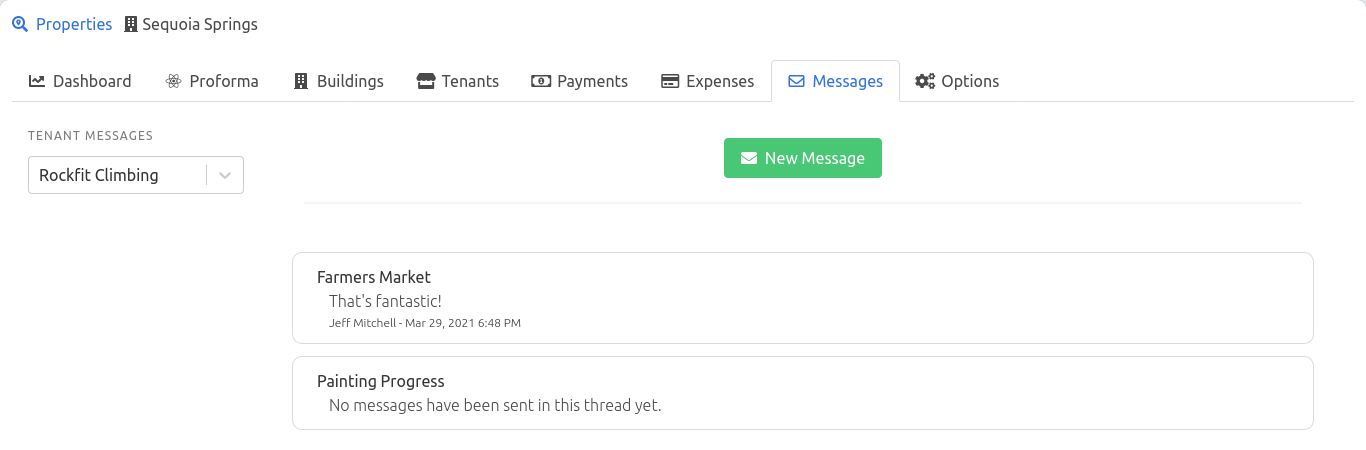 Properties Sequoia Springs
Dashboard Proforma Buildings Tenants Payments Expenses Messages Options
TENANT MESSAGES
New Message
Rockfit Climbing
Farmers Market
That's fantastic!
Jeff Mitchell - Mar 29, 2021 6:48 PM
Painting Progress
No messages have been sent in this thread yet.